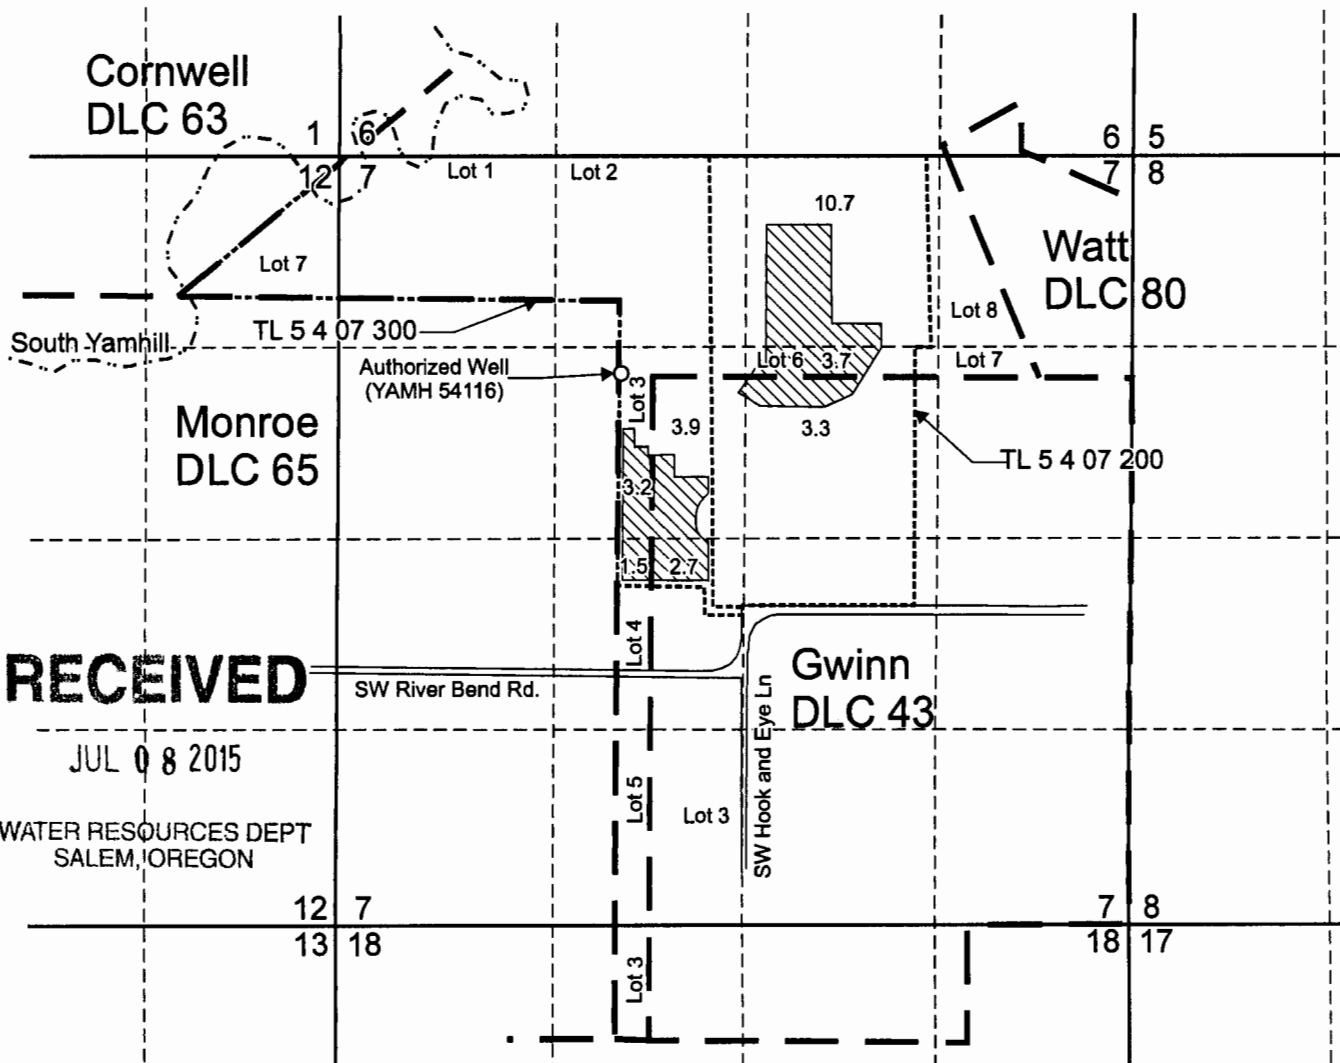 Cornwell
DLC 63
1 6
12 7
Lot 1
Lot 2
6 5
7 8
10.7
Watt
DLC 80
Lot 7
Lot 8
TL 5 4 07 300
South Yamhill
Authorized Well
(YAMH 54116)
Lot 6
3.7
Lot 7
Lot 3
3.9
3.3
Monroe
DLC 65
TL 5 4 07 200
3.2
1.5
2.7
Lot 4
RECEIVED
SW River Bend Rd.
Gwinn
DLC 43
JUL 08 2015
Lot 5
Lot 3
SW Hook and Eye Ln
WATER RESOURCES DEPT
SALEM, OREGON
12 7
13 18
7 8
18 17
Lot 3